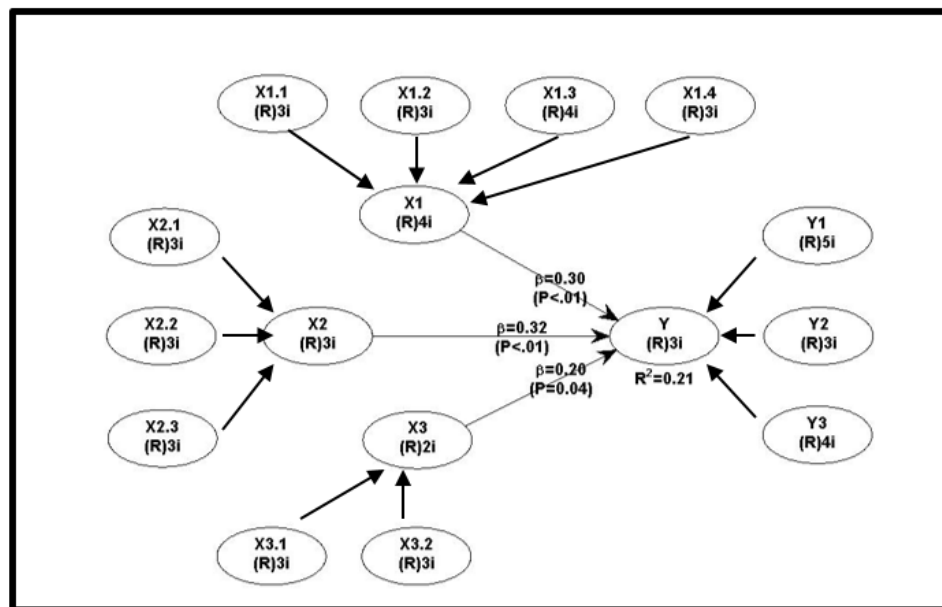 X1.1
(R)3i
X1.2
(R)3i
X1.3
(R)4i
X1.4
(R)3i
X1
(R)4i
X2.1
(R)3i
Y1
(R)5i
β=0.30
(P<.01)
X2.2
(R)3i
X2
(R)3i
β=0.32
(P<.01)
Y
(R)3i
R²=0.21
Y2
(R)3i
β=0.20
(P=0.04)
X2.3
(R)3i
X3
(R)2i
Y3
(R)4i
X3.1
(R)3i
X3.2
(R)3i